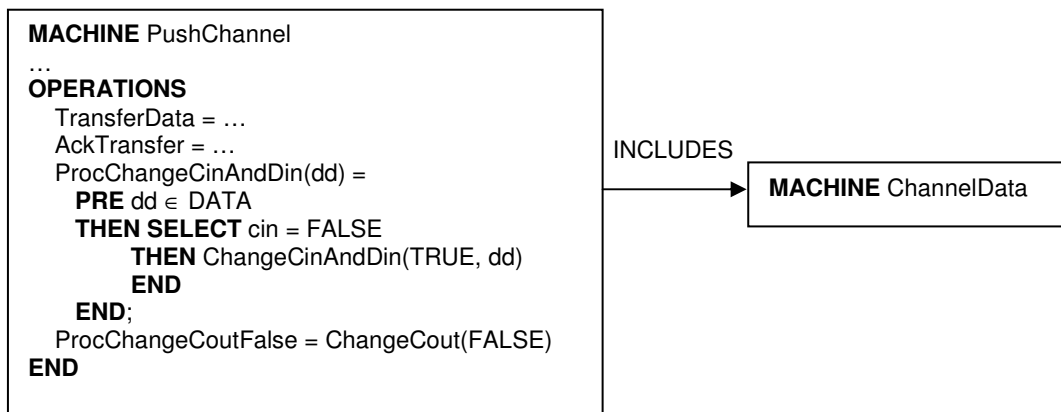 MACHINE PushChannel
…
OPERATIONS
TransferData = …
AckTransfer = …
ProcChangeCinAndDin(dd) =
PRE dd ∈ DATA
THEN SELECT cin = FALSE
THEN ChangeCinAndDin(TRUE, dd)
END
END;
ProcChangeCoutFalse = ChangeCout(FALSE)
END
INCLUDES
MACHINE ChannelData